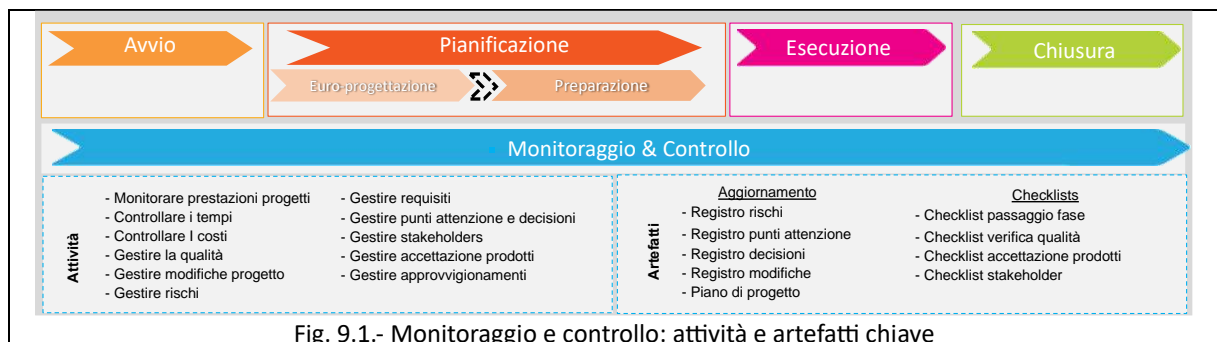 Avvio
Pianificazione
Esecuzione
Chiusura
Euro-progettazione
Preparazione
Monitoraggio & Controllo
Attività
- Monitorare prestazioni progetti
- Controllare i tempi
- Controllare I costi
- Gestire la qualità
- Gestire modifiche progetto
- Gestire rischi
- Gestire requisiti
- Gestire punti attenzione e decisioni
- Gestire stakeholders
- Gestire accettazione prodotti
- Gestire approvvigionamenti
Artefatti
Aggiornamento
- Registro rischi
- Registro punti attenzione
- Registro decisioni
- Registro modifiche
- Piano di progetto
Checklists
- Checklist passaggio fase
- Checklist verifica qualità
- Checklist accettazione prodotti
- Checklist stakeholder
Fig. 9.1.- Monitoraggio e controllo: attività e artefatti chiave